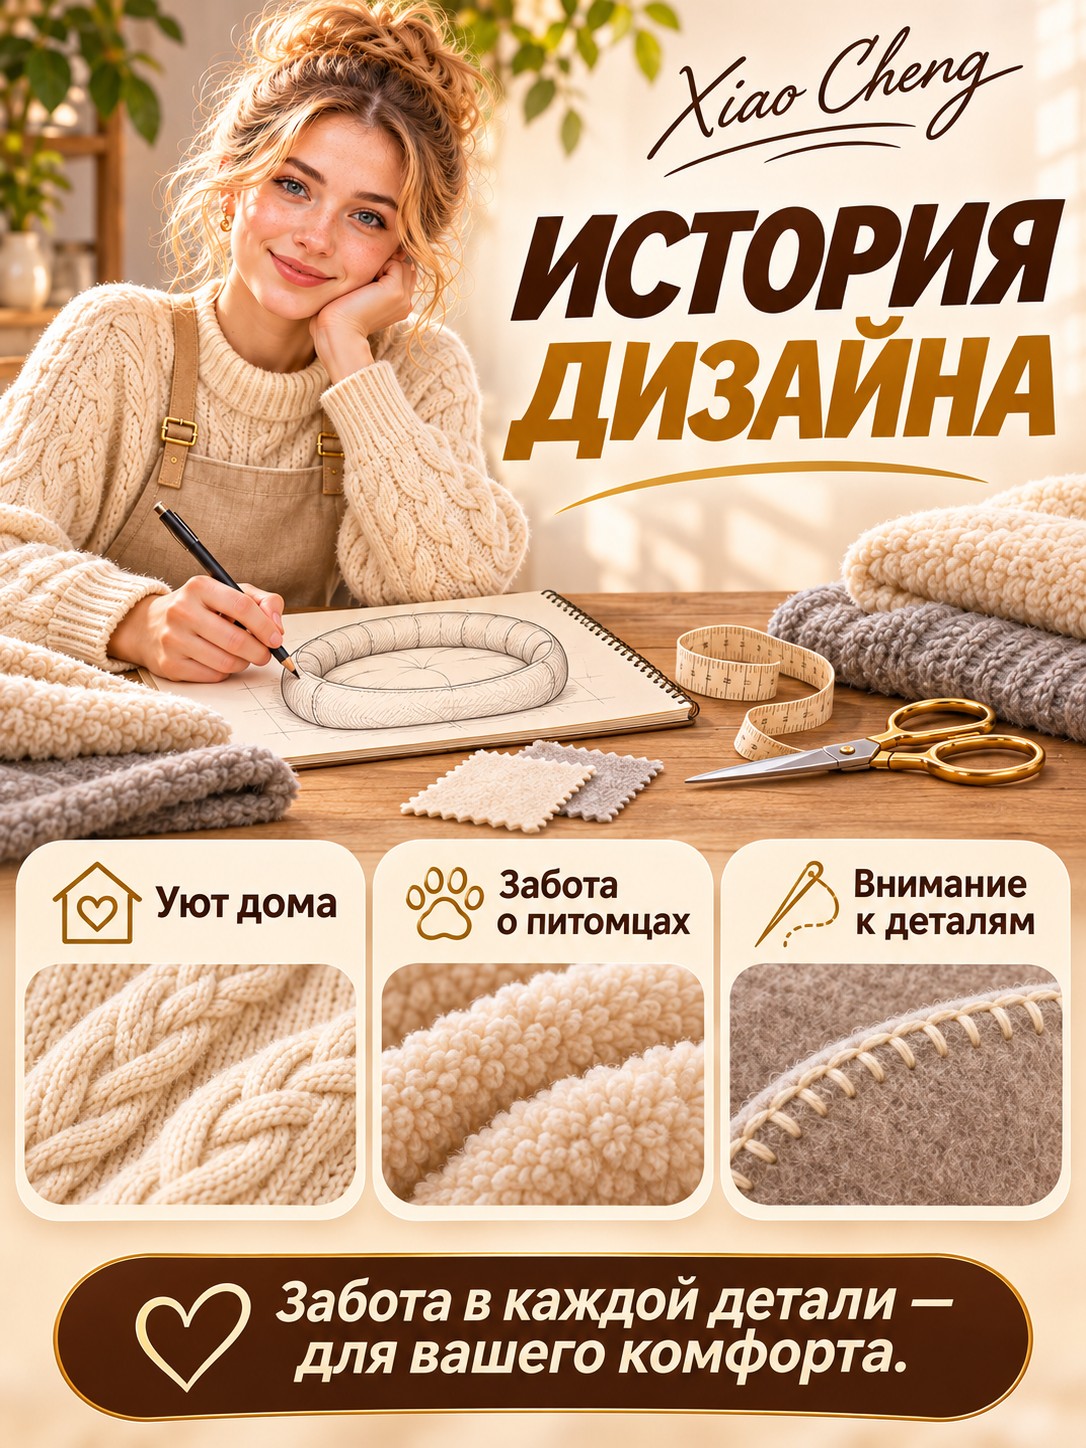 Xiao Cheng
ИСТОРИЯ
ДИЗАЙНА
Уют дома
Забота
о питомцах
Внимание
к деталям
Забота в каждой детали —
для вашего комфорта.